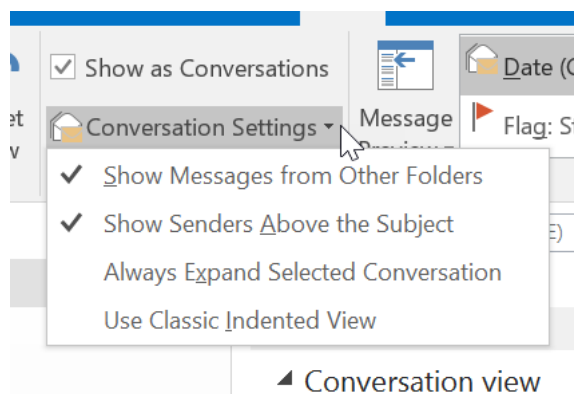 Show as Conversations
Conversation Settings
Message
Date (
Flag: S
Show Messages from Other Folders
Show Senders Above the Subject
Always Expand Selected Conversation
Use Classic Indented View
Conversation view